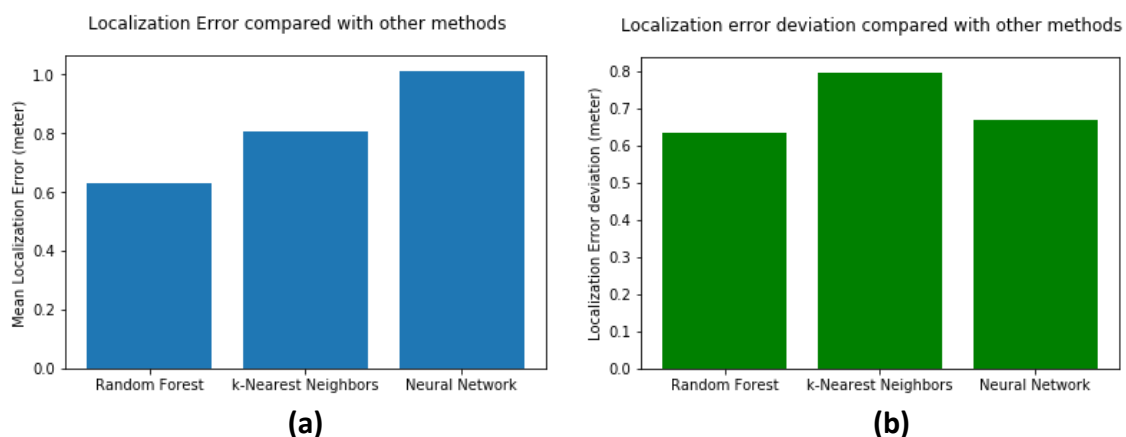 Localization Error compared with other methods
Mean Localization Error (meter)
1.0
0.8
0.6
0.4
0.2
0.0
Random Forest
k-Nearest Neighbors
Neural Network
(a)
Localization error deviation compared with other methods
Localization Error deviation (meter)
0.8
0.7
0.6
0.5
0.4
0.3
0.2
0.1
0.0
Random Forest
k-Nearest Neighbors
Neural Network
(b)